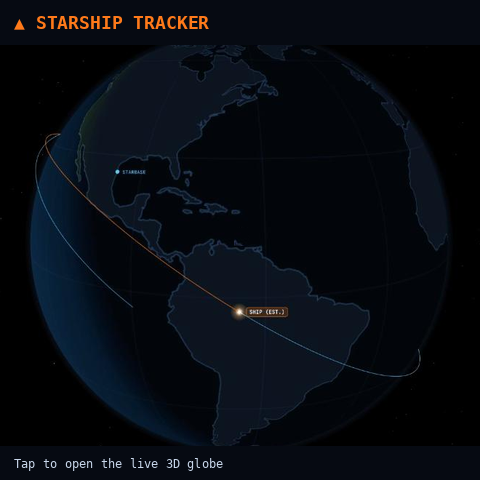 ▲ STARSHIP TRACKER
STARBASE
SHIP (EST.)
Tap to open the live 3D globe